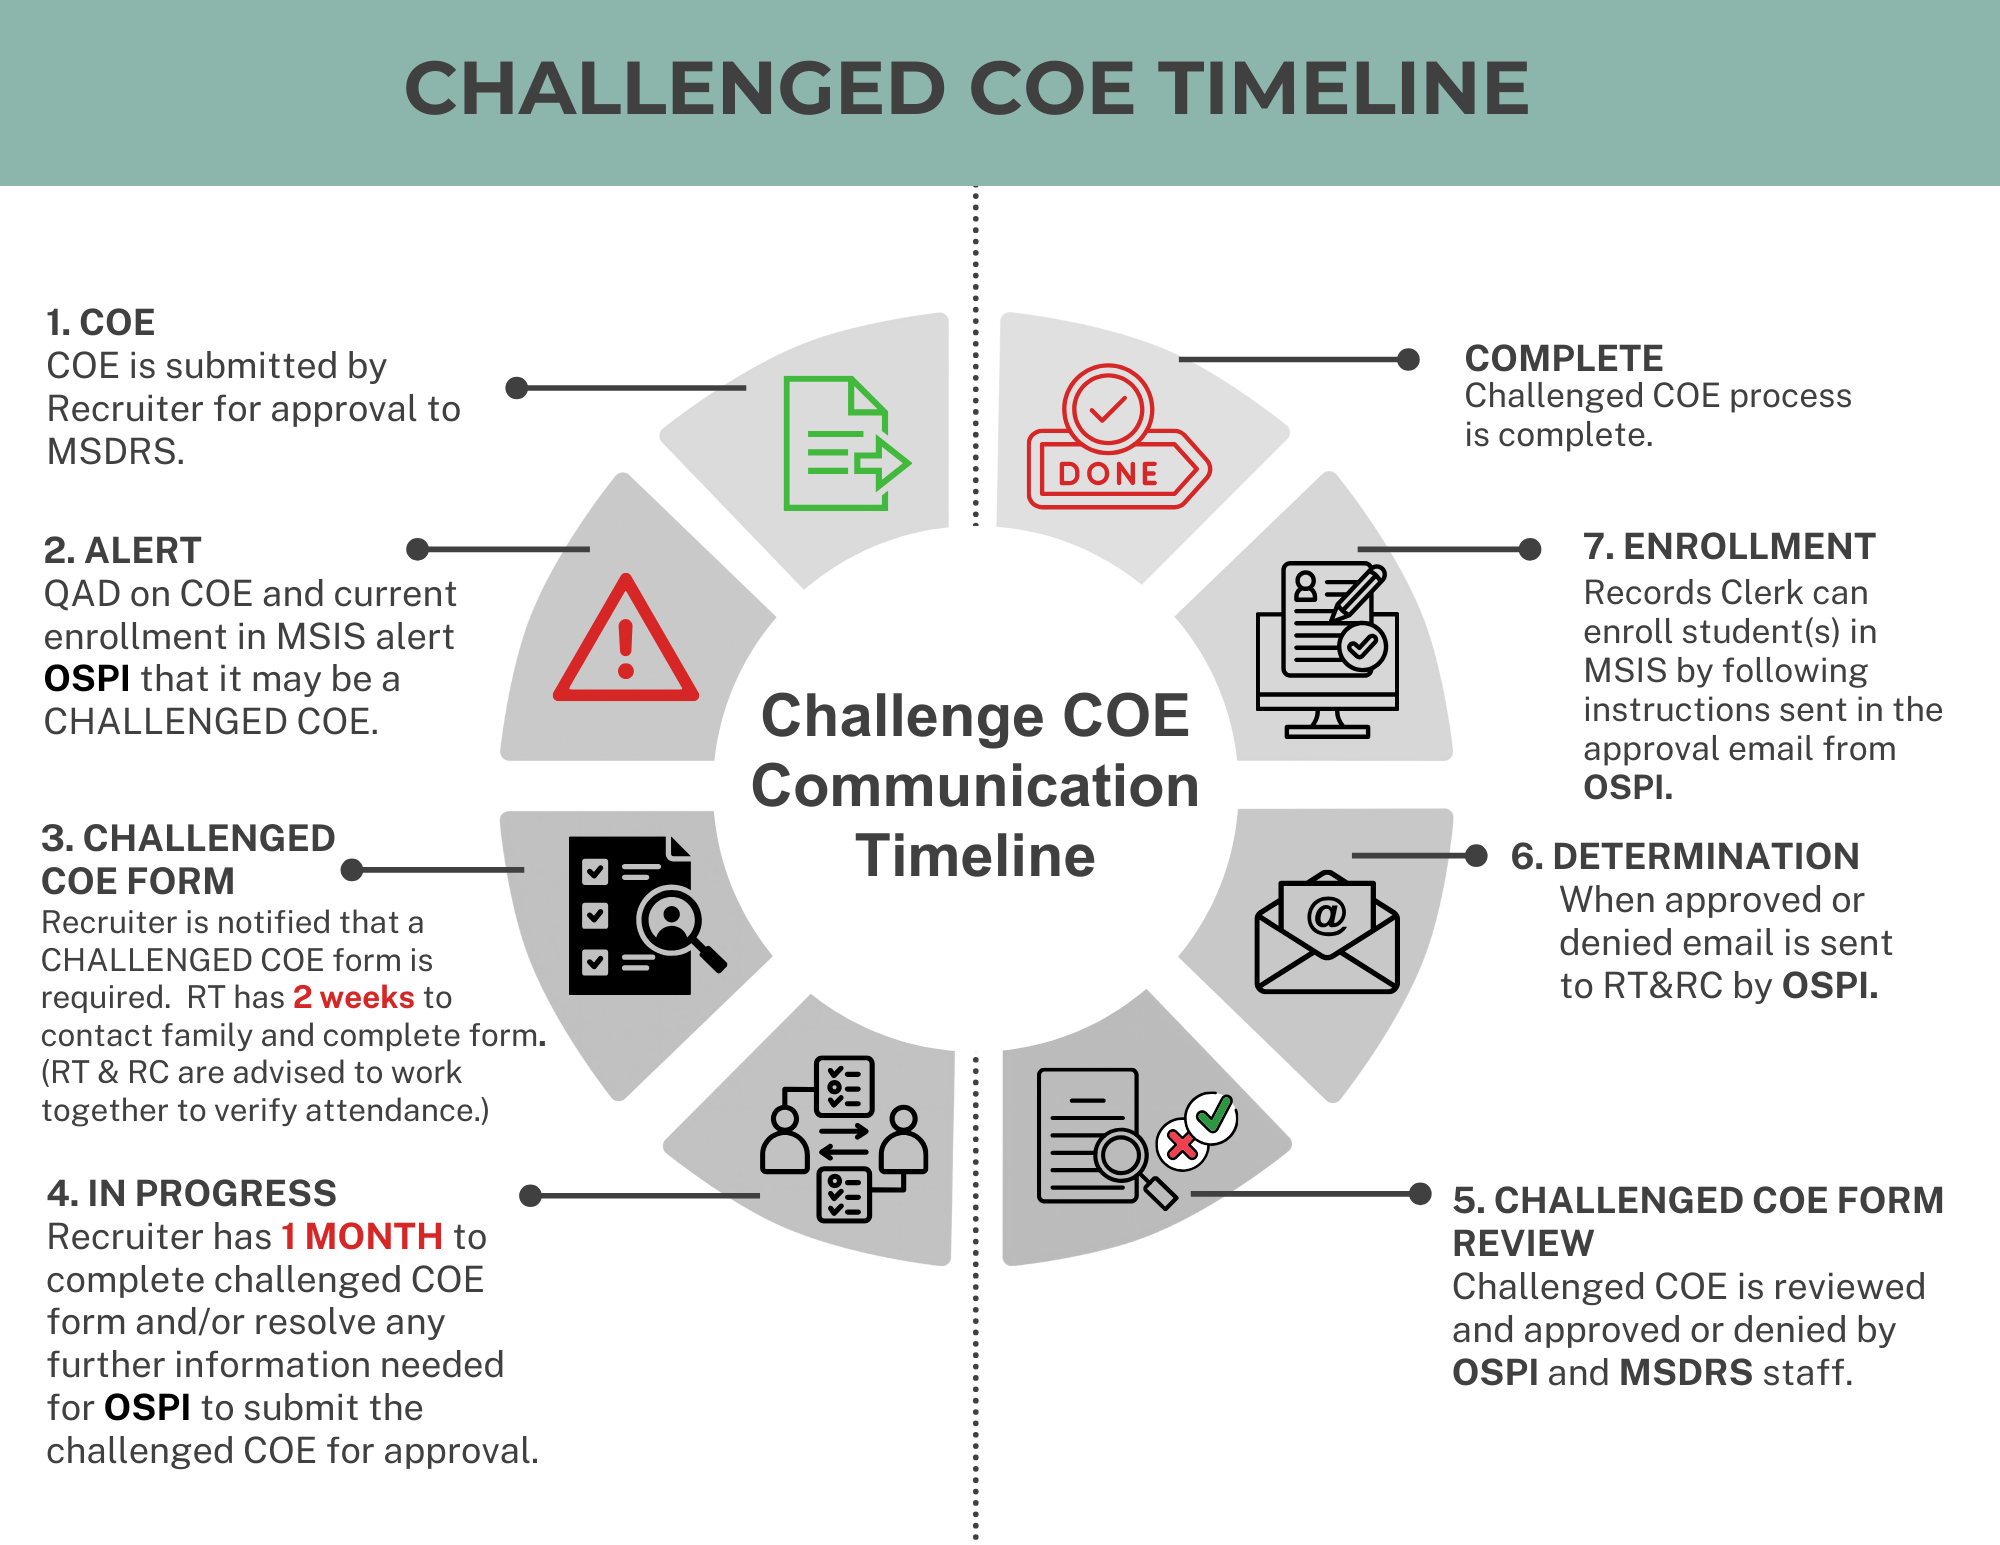 CHALLENGED COE TIMELINE
1. COE
COE is submitted by
Recruiter for approval to
MSDRS.
2. ALERT
QAD on COE and current
enrollment in MSIS alert
OSPI that it may be a
CHALLENGED COE.
3. CHALLENGED
COE FORM
Recruiter is notified that a
CHALLENGED COE form is
required.  RT has 2 weeks to
contact family and complete form.
(RT & RC are advised to work
together to verify attendance.)
4. IN PROGRESS
Recruiter has 1 MONTH to
complete challenged COE
form and/or resolve any
further information needed
for OSPI to submit the
challenged COE for approval.
Challenge COE
Communication
Timeline
DONE
@
5. CHALLENGED COE FORM
REVIEW
Challenged COE is reviewed
and approved or denied by
OSPI and MSDRS staff.
6. DETERMINATION
When approved or
denied email is sent
to RT&RC by OSPI.
7. ENROLLMENT
Records Clerk can
enroll student(s) in
MSIS by following
instructions sent in the
approval email from
OSPI.
COMPLETE
Challenged COE process
is complete.